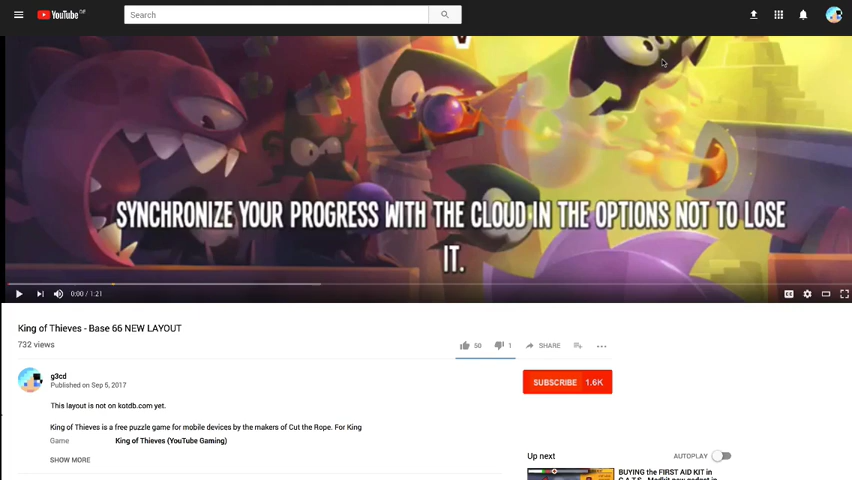 YouTube
Search
SYNCHRONIZE YOUR PROGRESS WITH THE CLOUD IN THE OPTIONS NOT TO LOSE
IT.
0:00 / 1:21
King of Thieves - Base 66 NEW LAYOUT
732 views
50
1
SHARE
g3cd
Published on Sep 5, 2017
SUBSCRIBE 1.6K
This layout is not on kotdb.com yet.
King of Thieves is a free puzzle game for mobile devices by the makers of Cut the Rope. For King
Game King of Thieves (YouTube Gaming)
SHOW MORE
Up next
AUTOPLAY
BUYING the FIRST AID KIT in